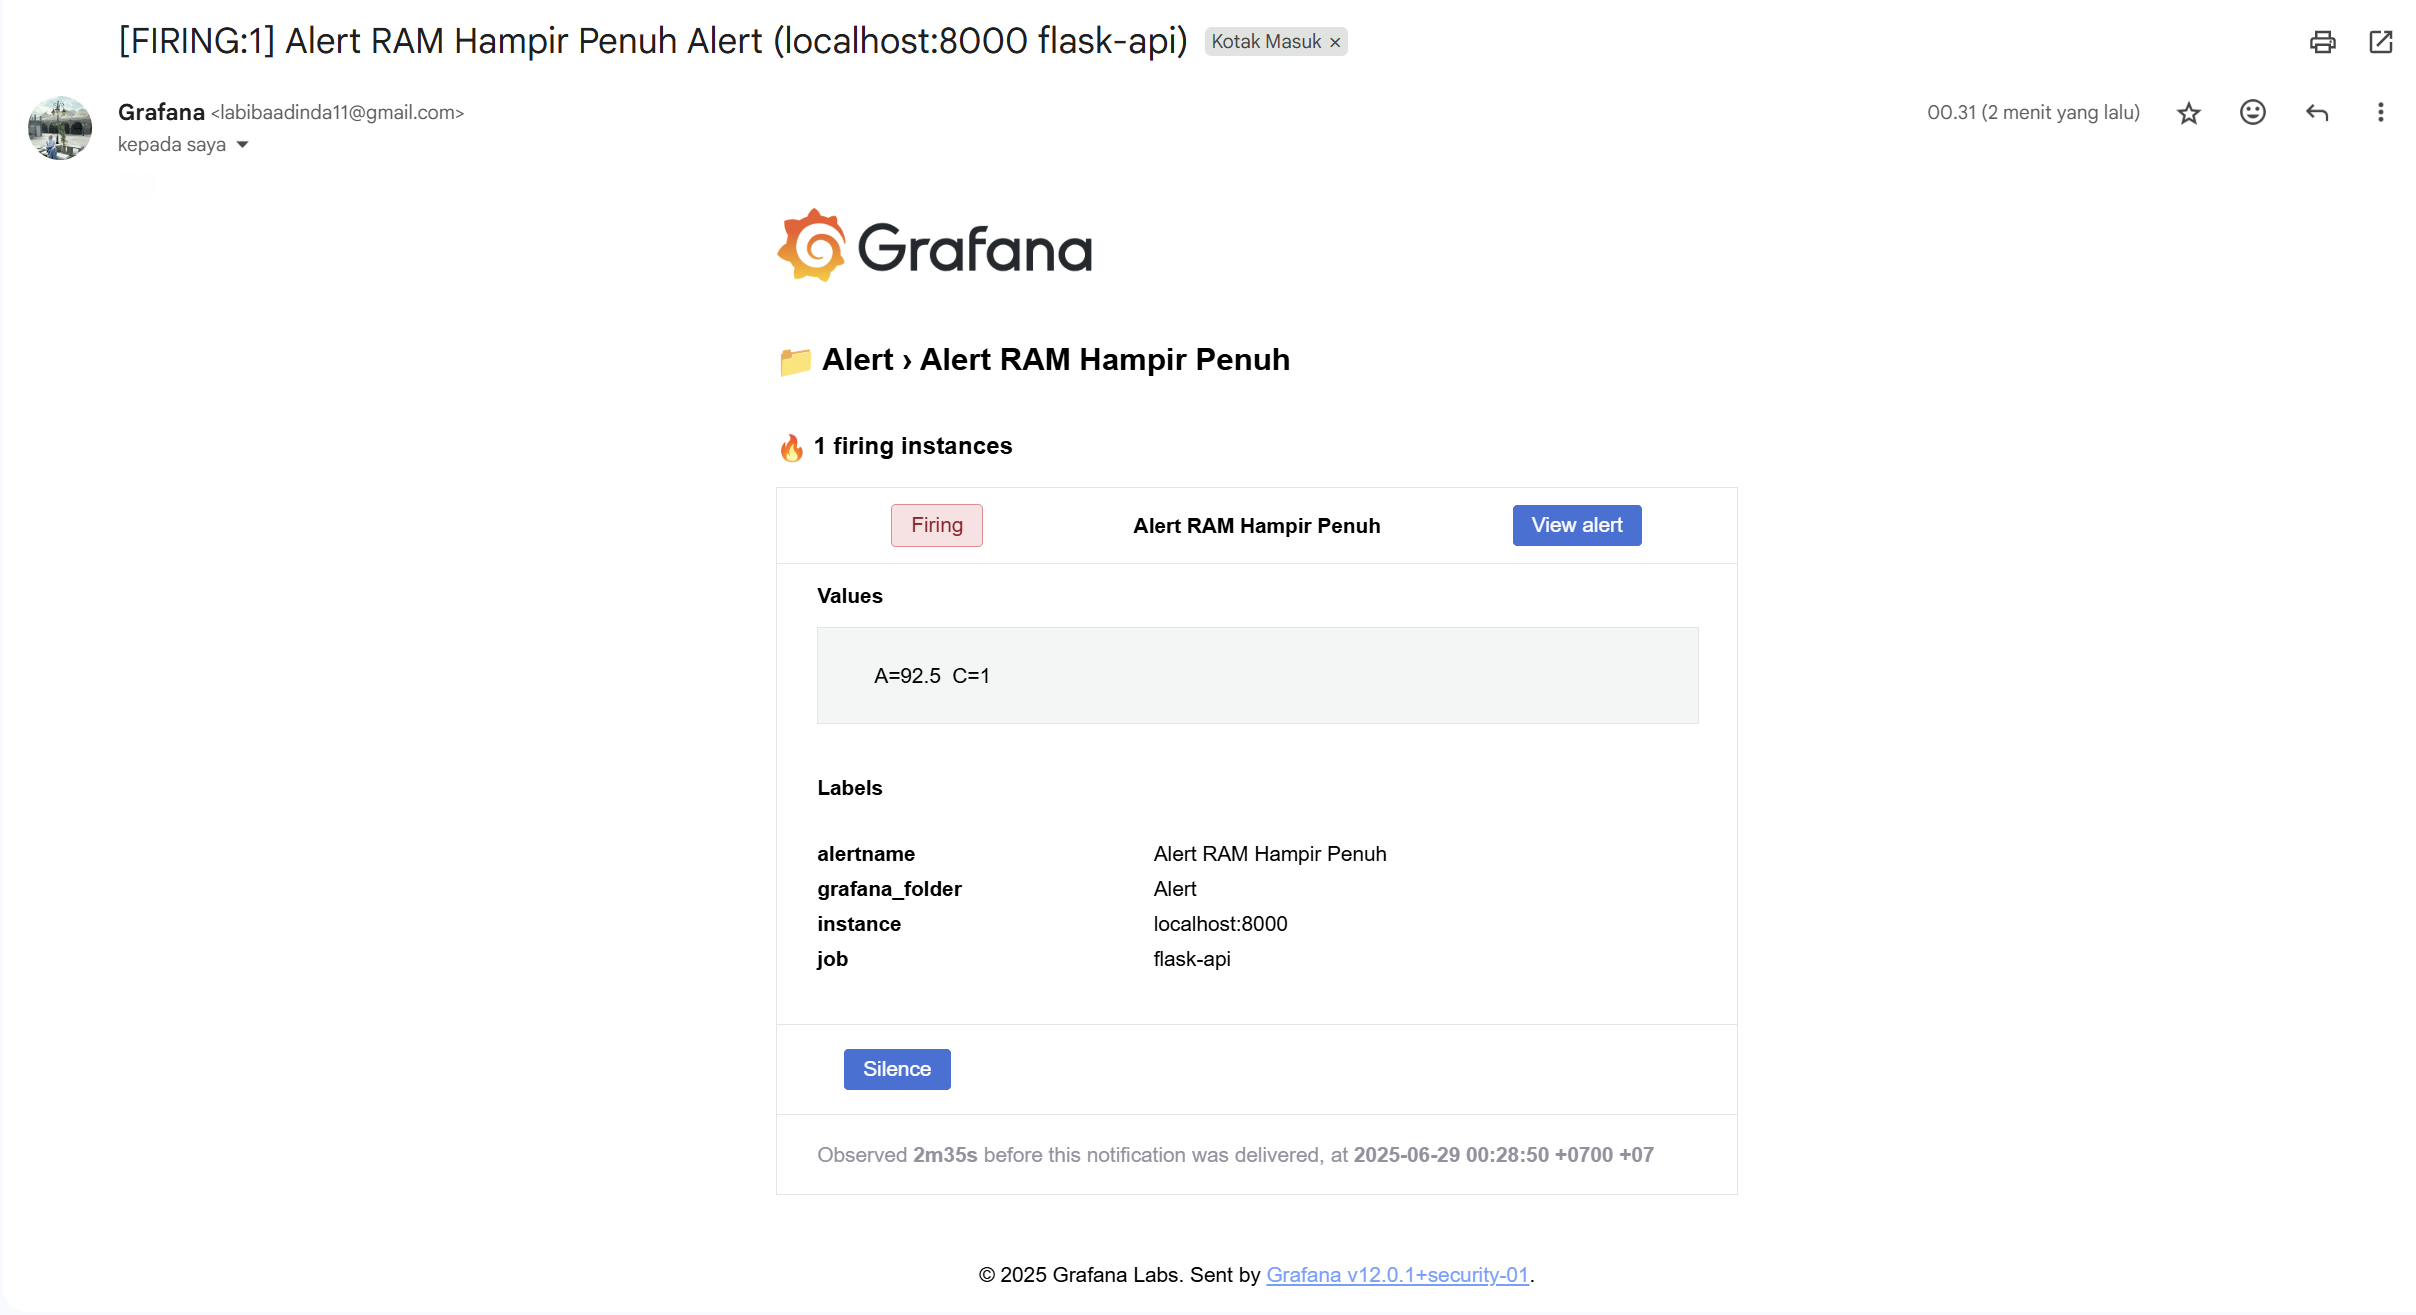 [FIRING:1] Alert RAM Hampir Penuh Alert (localhost:8000 flask-api) Kotak Masuk ×
Grafana <labibaadinda11@gmail.com> 00.31 (2 menit yang lalu)
kepada saya
Grafana
Alert › Alert RAM Hampir Penuh
1 firing instances
Firing Alert RAM Hampir Penuh View alert
Values
A=92.5 C=1
Labels
alertname Alert RAM Hampir Penuh
grafana_folder Alert
instance localhost:8000
job flask-api
Silence
Observed 2m35s before this notification was delivered, at 2025-06-29 00:28:50 +0700 +07
© 2025 Grafana Labs. Sent by Grafana v12.0.1+security-01.